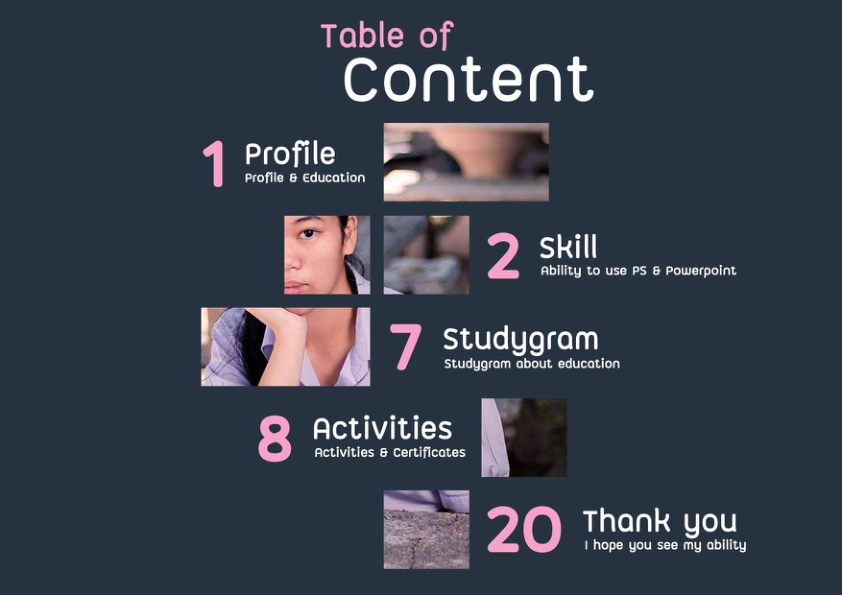 Table of
Content
1 Profile
Profile & Education
2 Skill
Ability to use PS & Powerpoint
7 Studygram
Studygram about education
8 Activities
Activities & Certificates
20 Thank you
I hope you see my ability